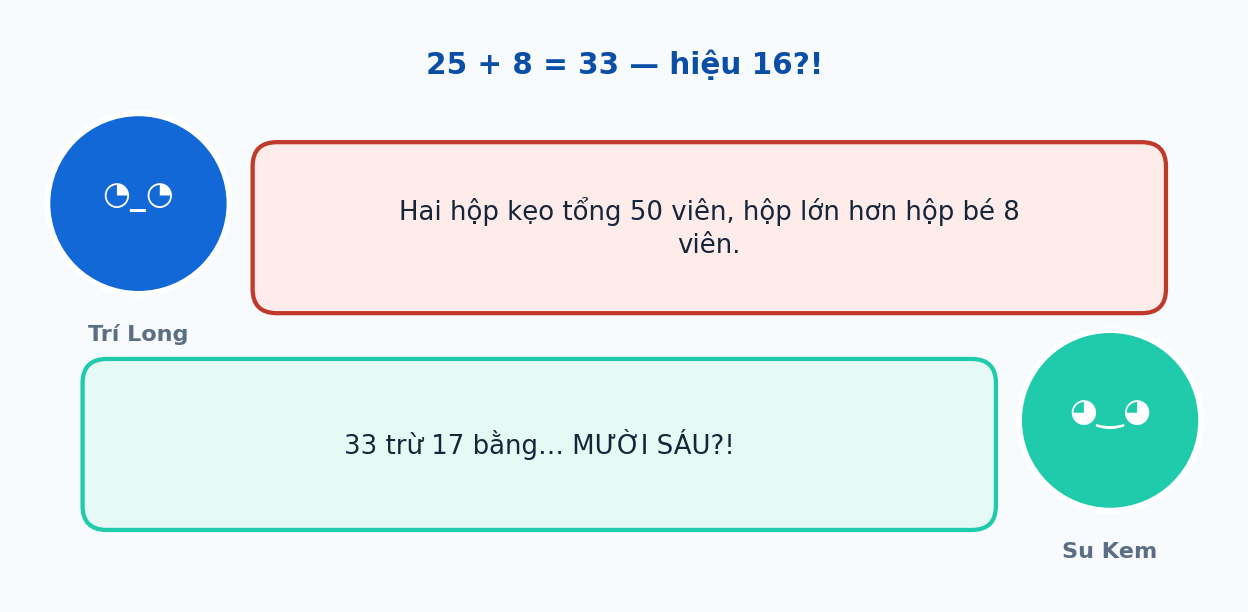 25 + 8 = 33 — hiệu 16?!
Hai hộp kẹo tổng 50 viên, hộp lớn hơn hộp bé 8
viên.
Trí Long
33 trừ 17 bằng... MƯỜI SÁU?!
Su Kem